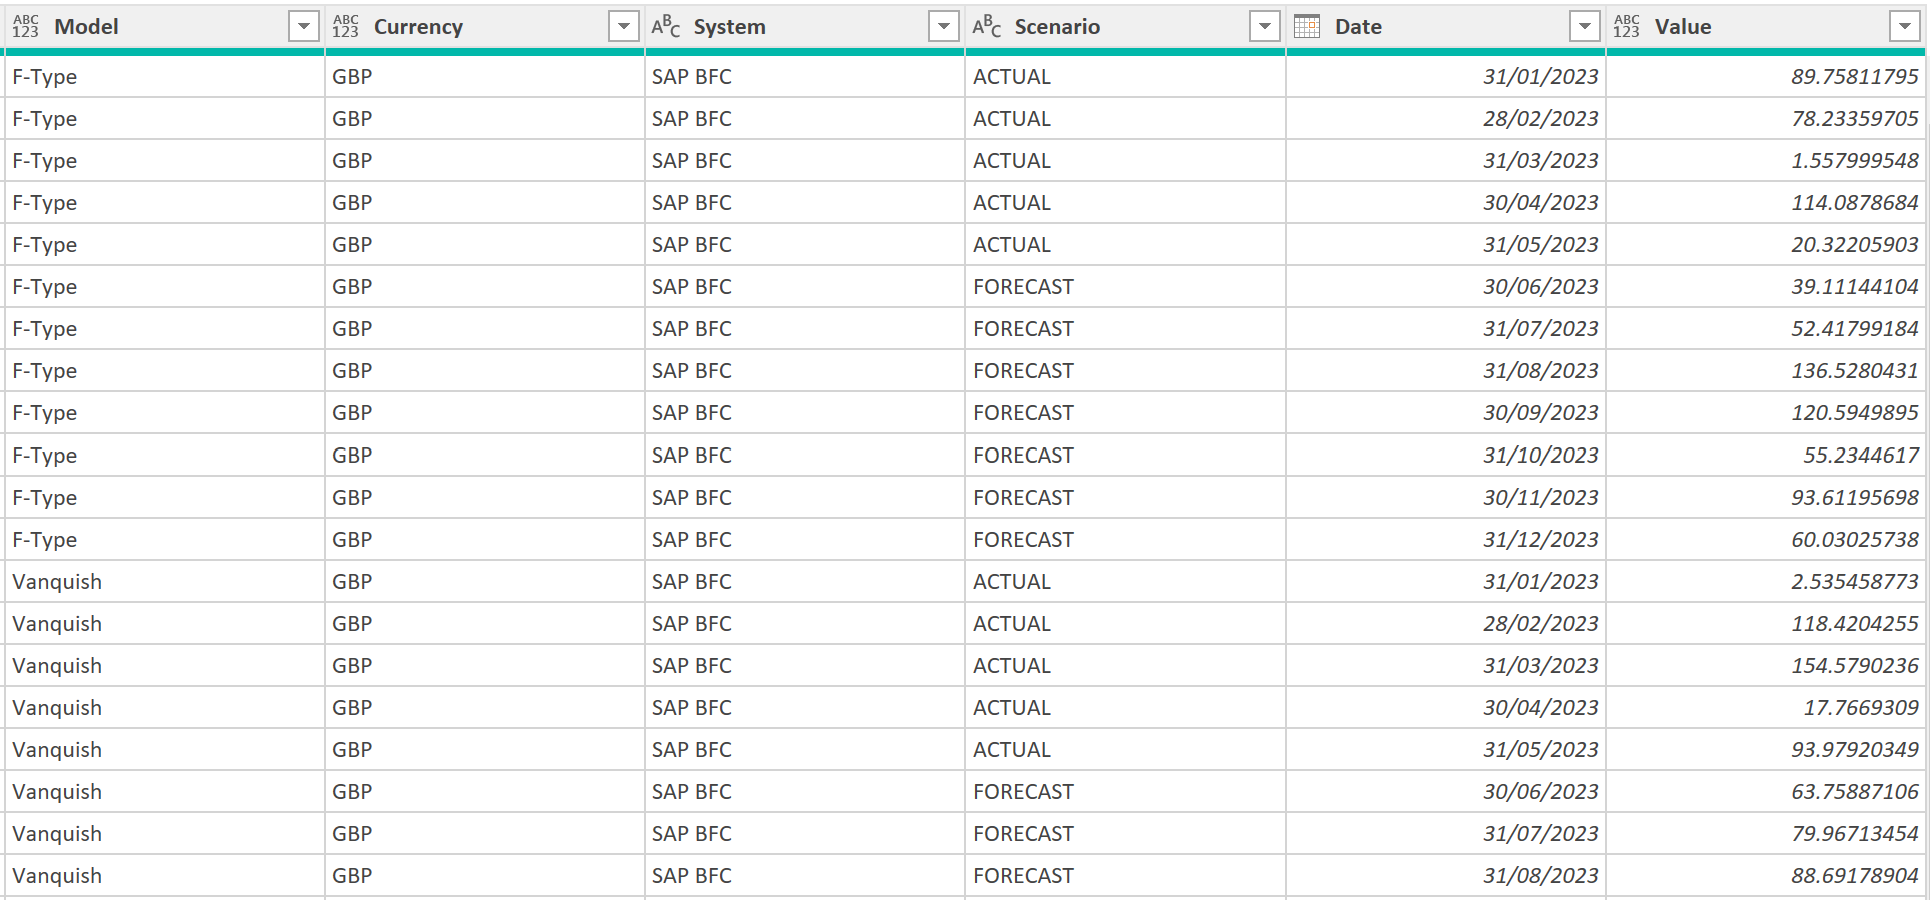 ABC 123 Model ABC 123 Currency ABC System ABC Scenario Date ABC 123 Value
F-Type GBP SAP BFC ACTUAL 31/01/2023 89.75811795
F-Type GBP SAP BFC ACTUAL 28/02/2023 78.23359705
F-Type GBP SAP BFC ACTUAL 31/03/2023 1.557999548
F-Type GBP SAP BFC ACTUAL 30/04/2023 114.0878684
F-Type GBP SAP BFC ACTUAL 31/05/2023 20.32205903
F-Type GBP SAP BFC FORECAST 30/06/2023 39.11144104
F-Type GBP SAP BFC FORECAST 31/07/2023 52.41799184
F-Type GBP SAP BFC FORECAST 31/08/2023 136.5280431
F-Type GBP SAP BFC FORECAST 30/09/2023 120.5949895
F-Type GBP SAP BFC FORECAST 31/10/2023 55.2344617
F-Type GBP SAP BFC FORECAST 30/11/2023 93.61195698
F-Type GBP SAP BFC FORECAST 31/12/2023 60.03025738
Vanquish GBP SAP BFC ACTUAL 31/01/2023 2.535458773
Vanquish GBP SAP BFC ACTUAL 28/02/2023 118.4204255
Vanquish GBP SAP BFC ACTUAL 31/03/2023 154.5790236
Vanquish GBP SAP BFC ACTUAL 30/04/2023 17.7669309
Vanquish GBP SAP BFC ACTUAL 31/05/2023 93.97920349
Vanquish GBP SAP BFC FORECAST 30/06/2023 63.75887106
Vanquish GBP SAP BFC FORECAST 31/07/2023 79.96713454
Vanquish GBP SAP BFC FORECAST 31/08/2023 88.69178904